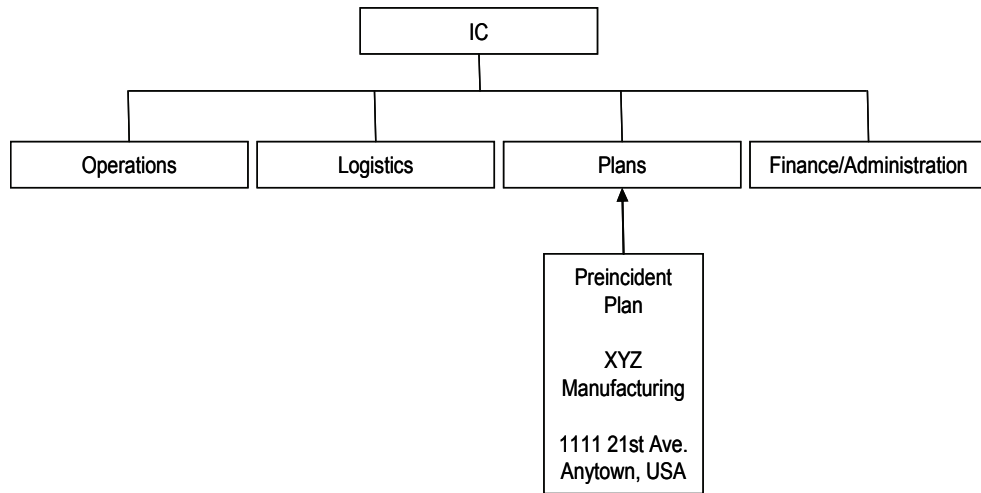 IC
Operations
Logistics
Plans
Finance/Administration
Preincident
Plan
XYZ
Manufacturing
1111 21st Ave.
Anytown, USA